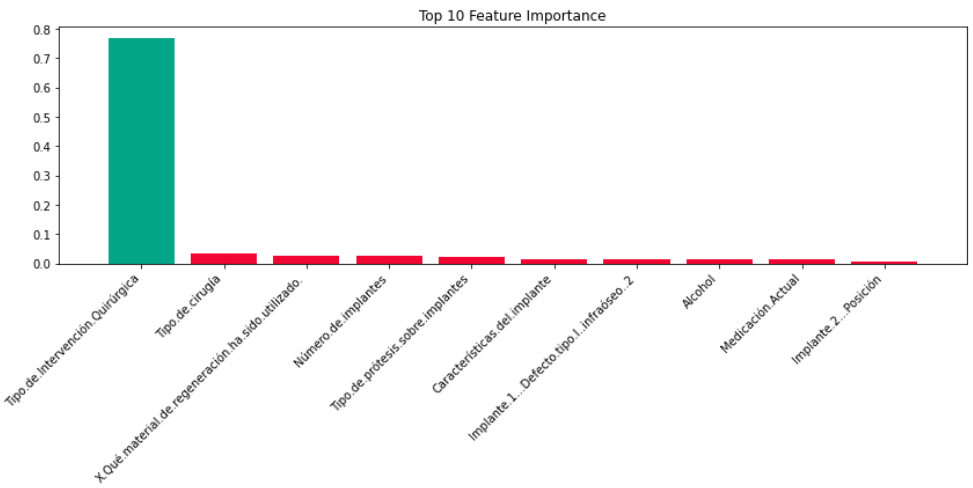 Top 10 Feature Importance
0.8
0.7
0.6
0.5
0.4
0.3
0.2
0.1
0.0
Tipo.de.Intervención.Quirúrgica
Tipo.de.cirugía
X.Qué.material.de.regeneración.ha.sido.utilizado.
Número.de.implantes
Tipo.de.prótesis.sobre.implantes
Características.del.implante
Implante.1...Defecto.tipo.I..infraóseo..2
Alcohol
Medicación.Actual
Implante.2...Posición